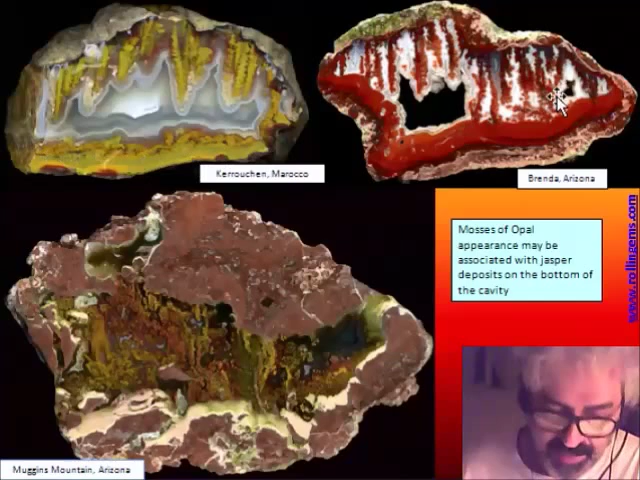 Kerrouchen, Marocco
Brenda, Arizona
Mosses of Opal
appearance may be
associated with jasper
deposits on the bottom of
the cavity
www.rollingems.com
Muggins Mountain, Arizona